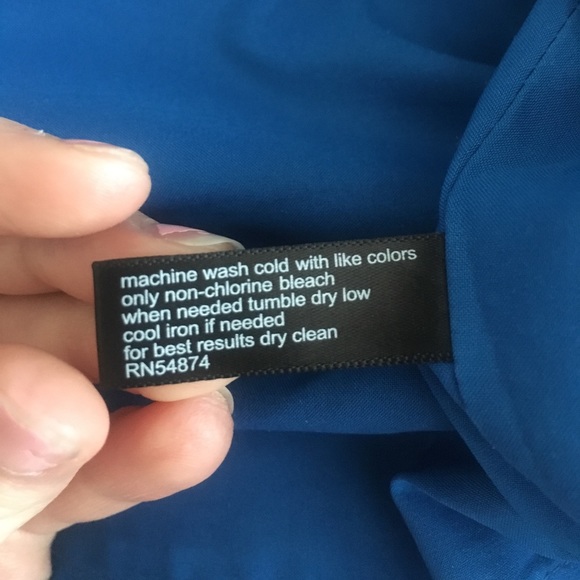 machine wash cold with like colors
only non-chlorine bleach
when needed tumble dry low
cool iron if needed
for best results dry clean
RN54874